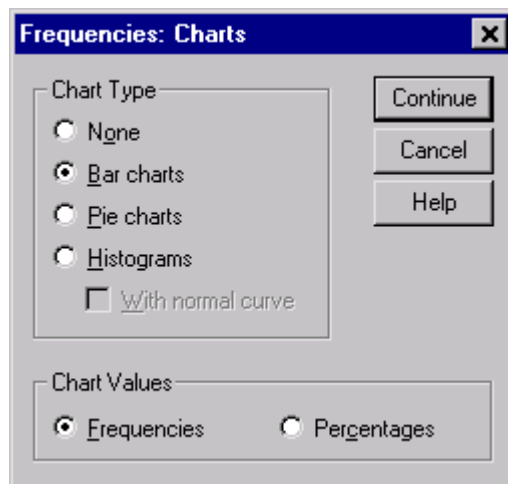 Frequencies: Charts
Chart Type
None
Bar charts
Pie charts
Histograms
With normal curve
Continue
Cancel
Help
Chart Values
Frequencies
Percentages